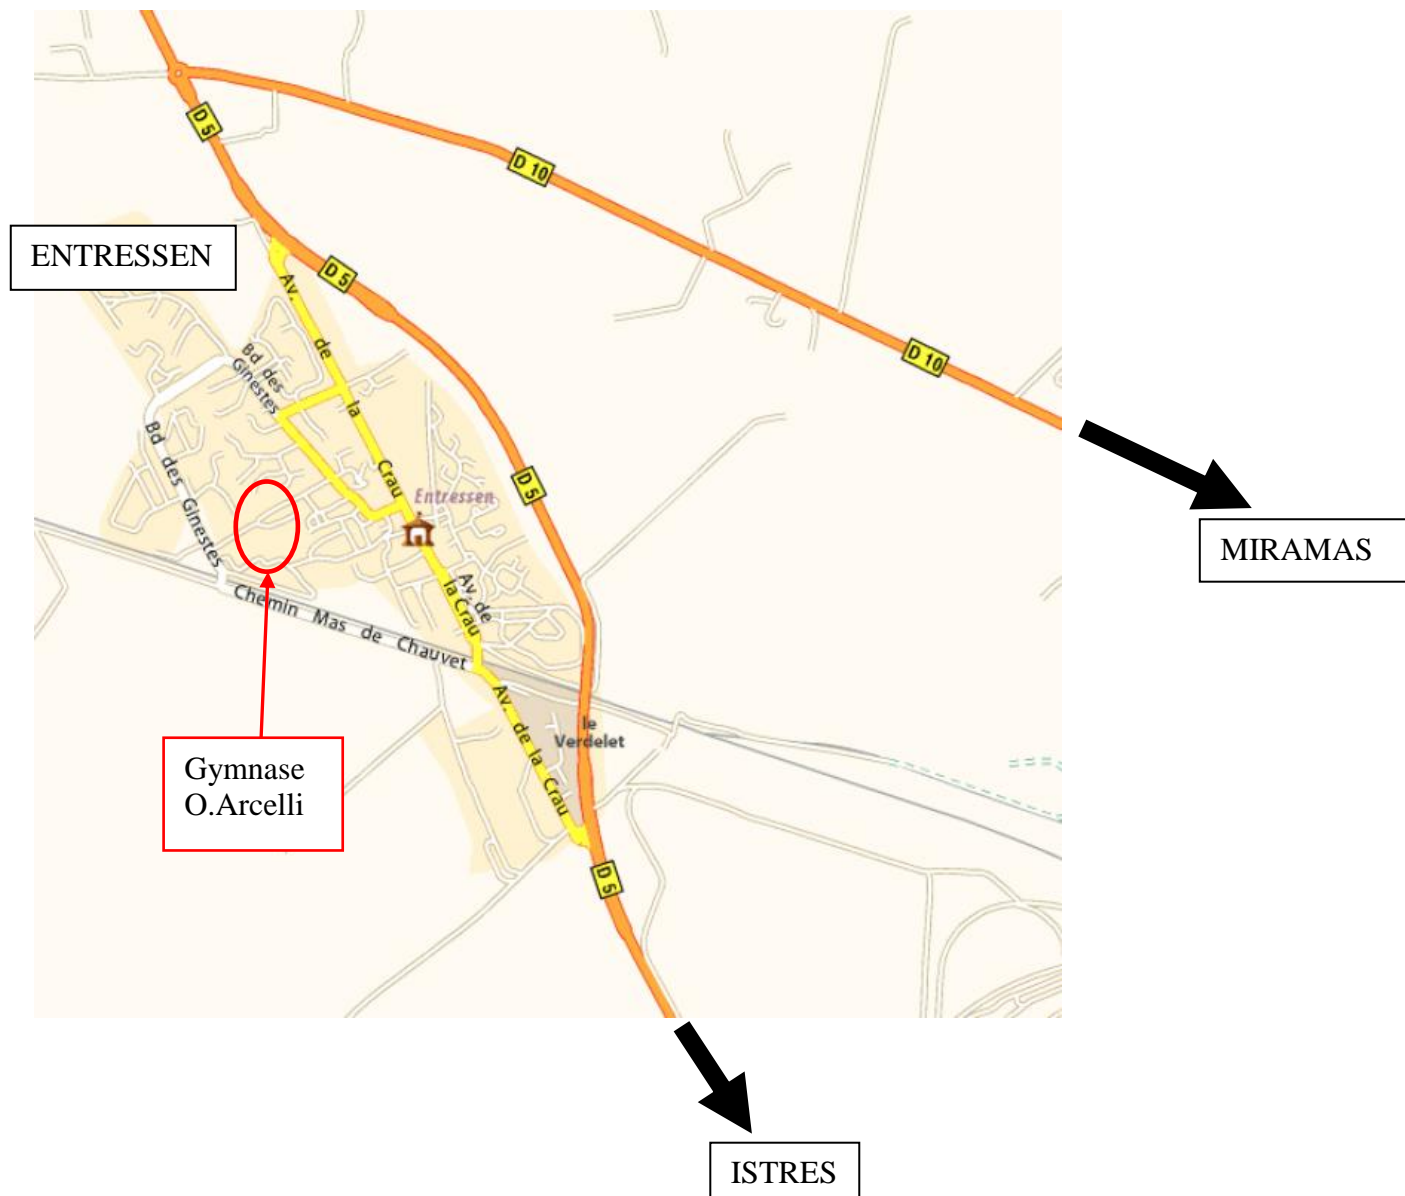 D 5
D 10
ENTRESSEN
D 5
Av. de la Crau
D 10
Bd des
Ginestes
Bd des Ginestes
D 5
Entressen
MIRAMAS
Av. de
la Crau
Chemin Mas de Chauvet
Av. de la Crau
le
Verdelet
Gymnase
O.Arcelli
D 5
ISTRES